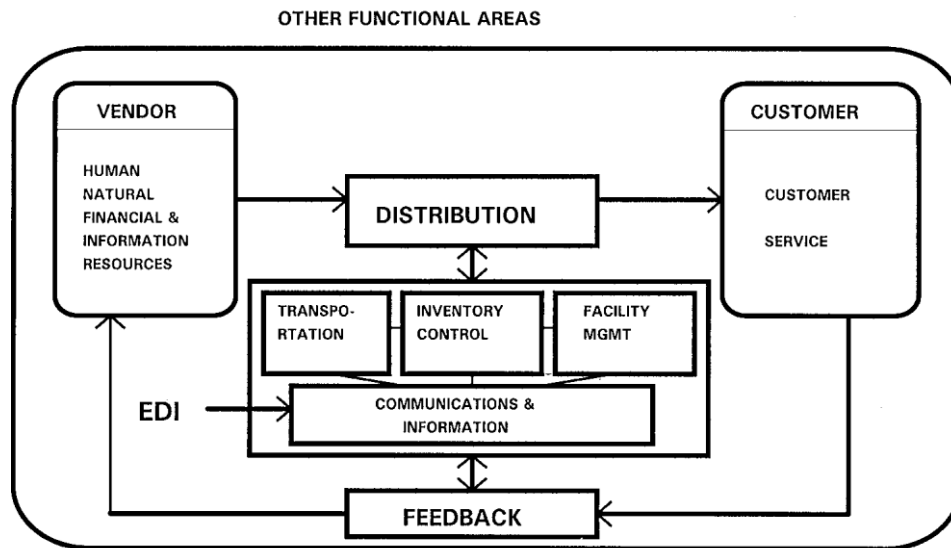 OTHER FUNCTIONAL AREAS
VENDOR
HUMAN
NATURAL
FINANCIAL &
INFORMATION
RESOURCES
DISTRIBUTION
CUSTOMER
CUSTOMER
SERVICE
TRANSPO-
RTATION
INVENTORY
CONTROL
FACILITY
MGMT
EDI
COMMUNICATIONS &
INFORMATION
FEEDBACK